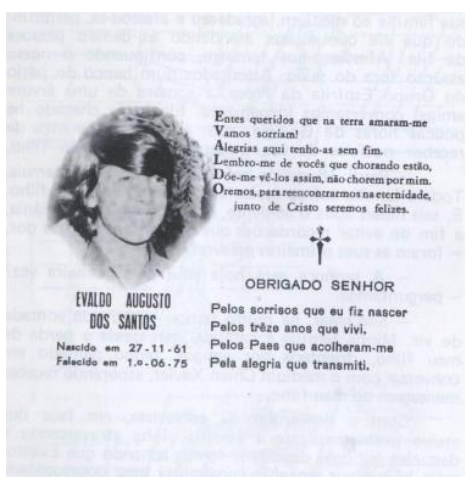 Entes queridos que na terra amaram-me
Vamos sorriam!
Alegrias aqui tenho-as sem fim.
Lembro-me de vocês que chorando estão,
Dóe-me vê-los assim, não chorem por mim.
Oremos, para reencontrarmos na eternidade,
junto de Cristo seremos felizes.
EVALDO AUGUSTO
DOS SANTOS
Nascido em 27-11-61
Falecido em 1.o-06-75
OBRIGADO SENHOR
Pelos sorrisos que eu fiz nascer
Pelos trêze anos que vivi.
Pelos Paes que acolheram-me
Pela alegria que transmiti.